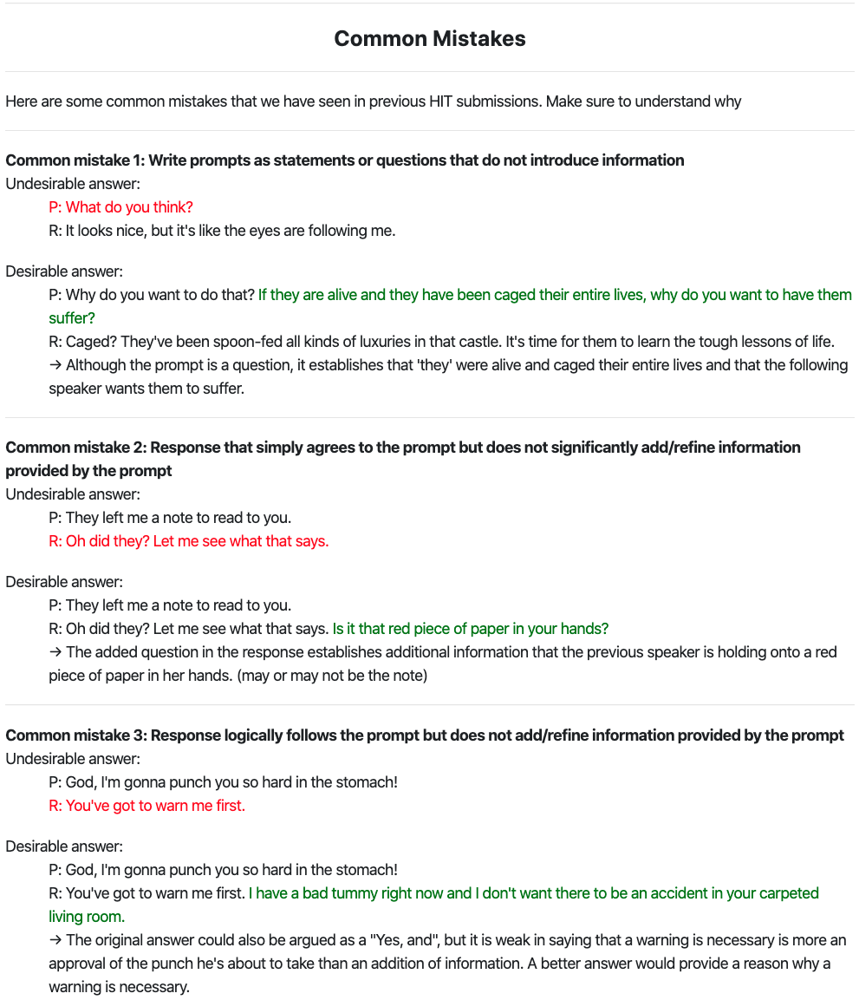 Common Mistakes
Here are some common mistakes that we have seen in previous HIT submissions. Make sure to understand why
Common mistake 1: Write prompts as statements or questions that do not introduce information
Undesirable answer:
P: What do you think?
R: It looks nice, but it's like the eyes are following me.
Desirable answer:
P: Why do you want to do that? If they are alive and they have been caged their entire lives, why do you want to have them
suffer?
R: Caged? They've been spoon-fed all kinds of luxuries in that castle. It's time for them to learn the tough lessons of life.
→ Although the prompt is a question, it establishes that 'they' were alive and caged their entire lives and that the following
speaker wants them to suffer.
Common mistake 2: Response that simply agrees to the prompt but does not significantly add/refine information
provided by the prompt
Undesirable answer:
P: They left me a note to read to you.
R: Oh did they? Let me see what that says.
Desirable answer:
P: They left me a note to read to you.
R: Oh did they? Let me see what that says. Is it that red piece of paper in your hands?
→ The added question in the response establishes additional information that the previous speaker is holding onto a red
piece of paper in her hands. (may or may not be the note)
Common mistake 3: Response logically follows the prompt but does not add/refine information provided by the prompt
Undesirable answer:
P: God, I'm gonna punch you so hard in the stomach!
R: You've got to warn me first.
Desirable answer:
P: God, I'm gonna punch you so hard in the stomach!
R: You've got to warn me first. I have a bad tummy right now and I don't want there to be an accident in your carpeted
living room.
→ The original answer could also be argued as a "Yes, and", but it is weak in saying that a warning is necessary is more an
approval of the punch he's about to take than an addition of information. A better answer would provide a reason why a
warning is necessary.